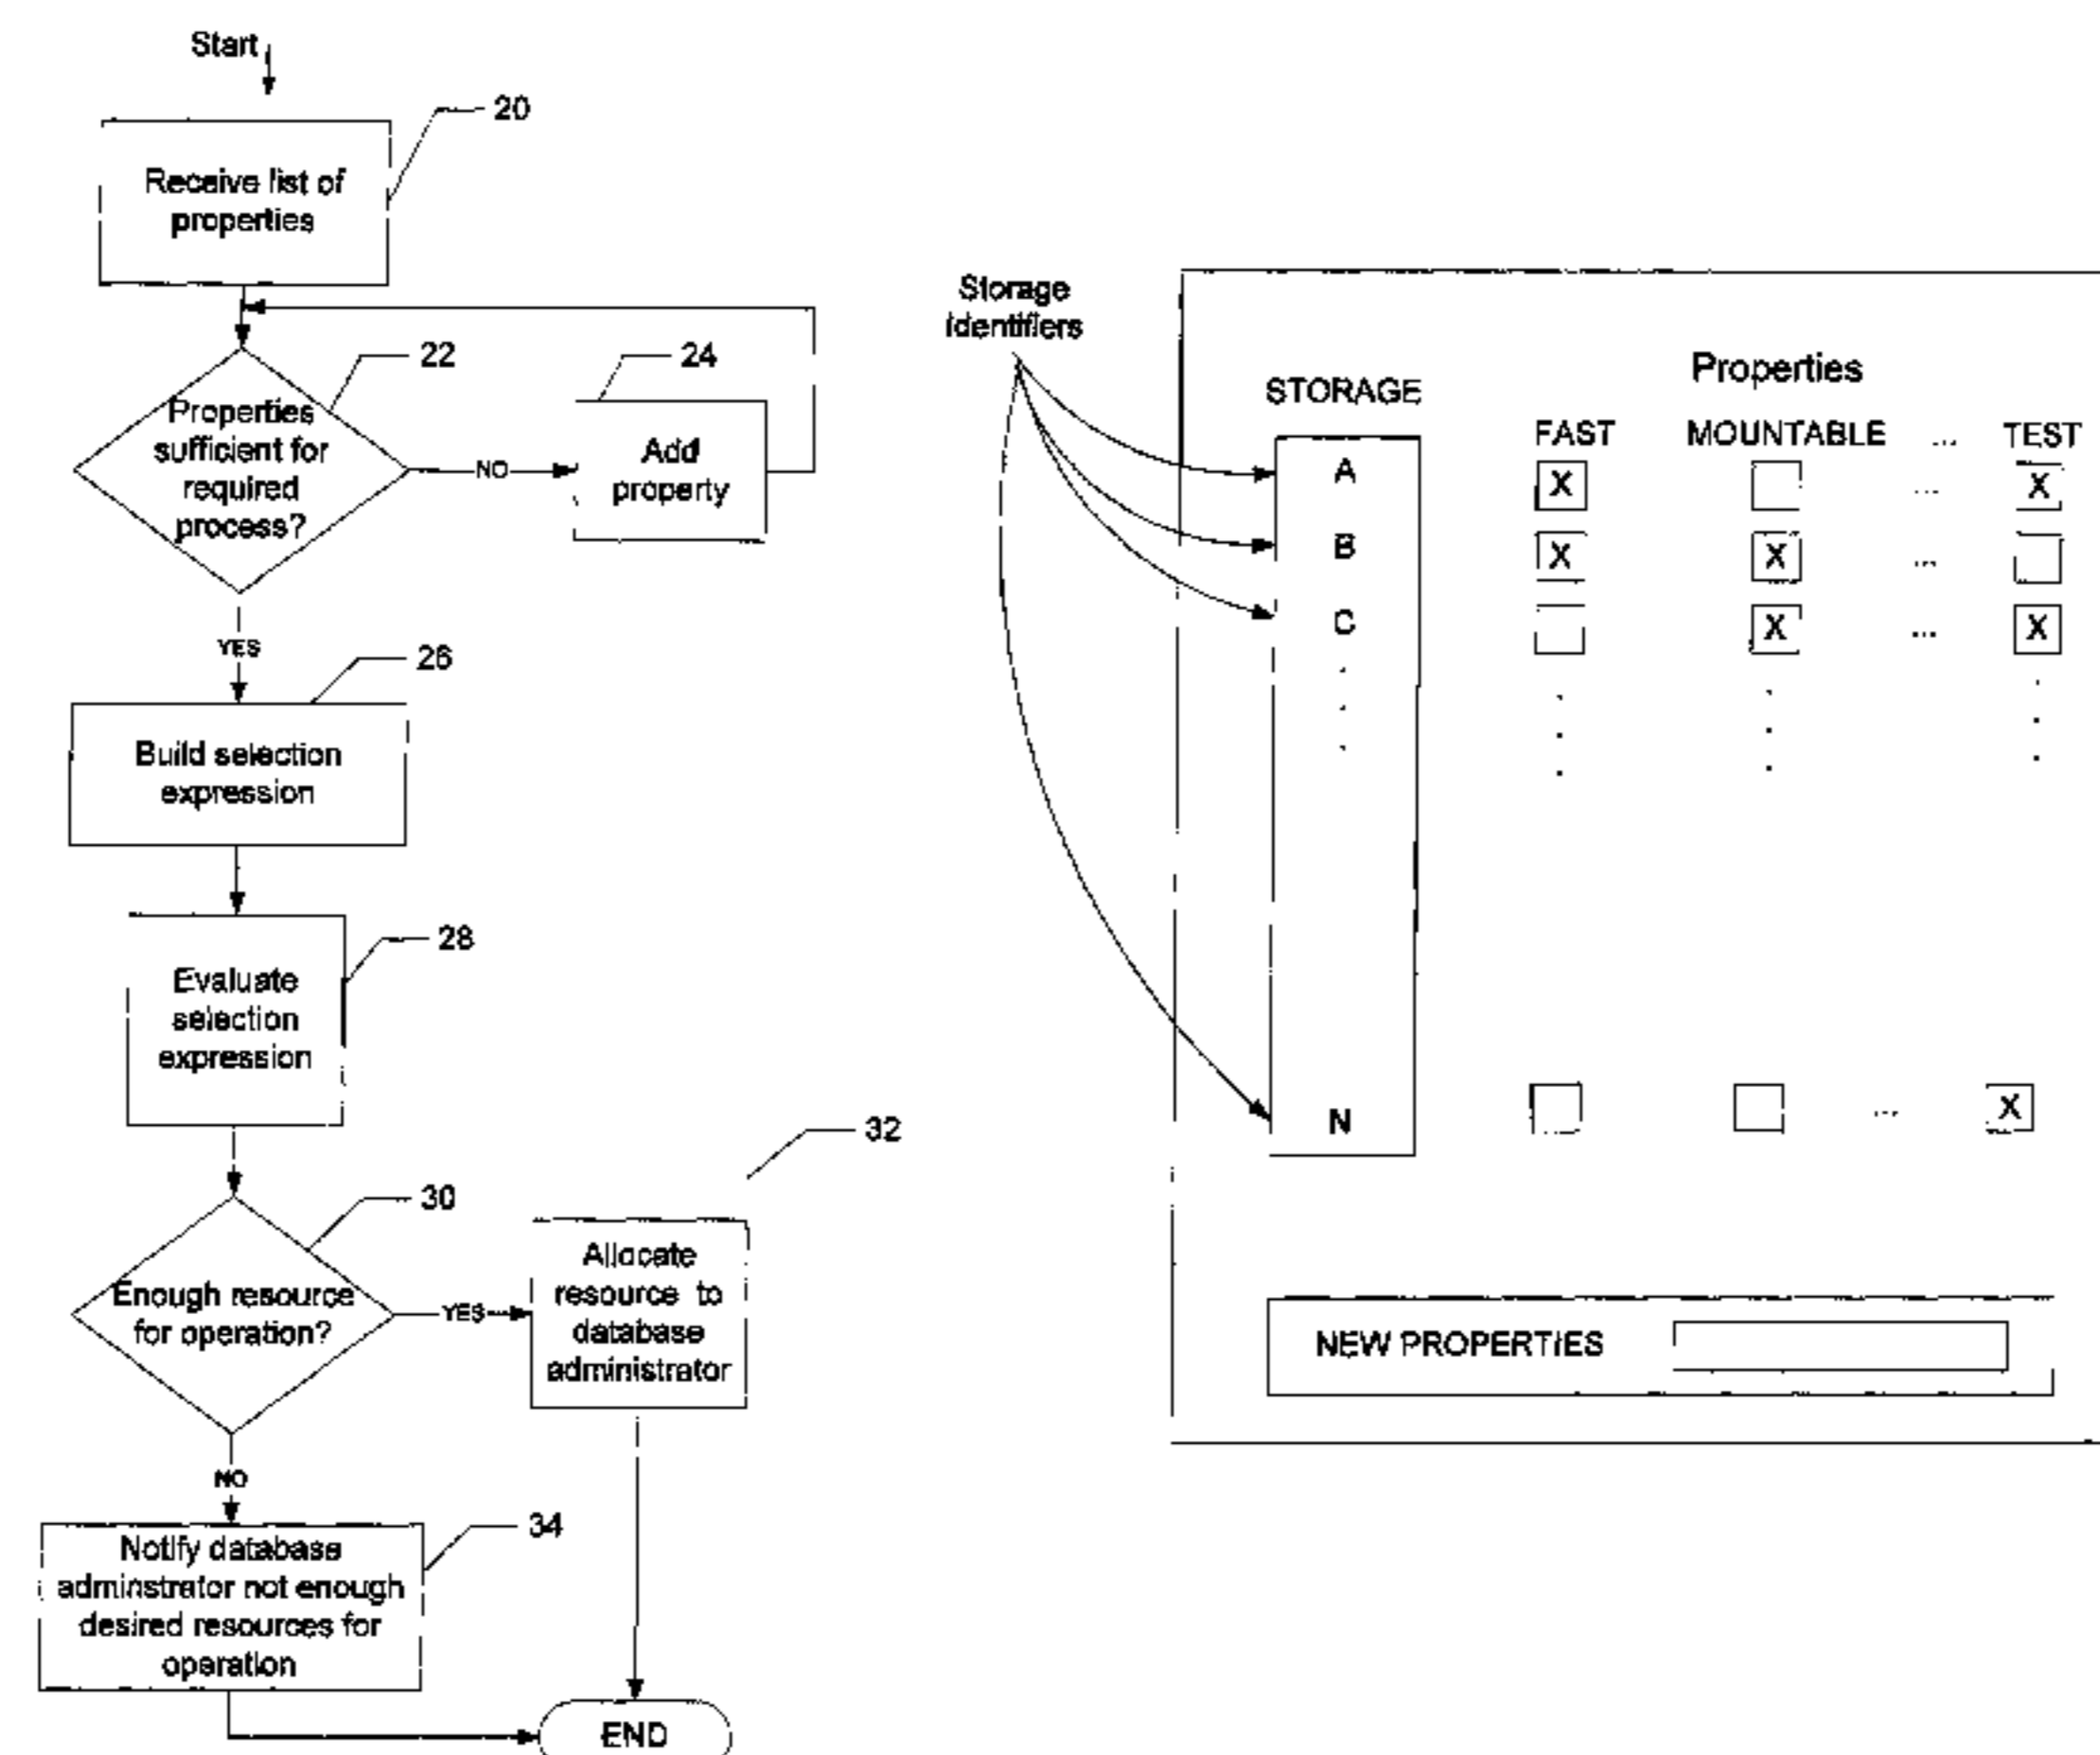 Start
20
Receive list of
properties
22
Properties
sufficient for
required
process?
NO
24
Add
property
YES
26
Build selection
expression
28
Evaluate
selection
expression
30
Enough resource
for operation?
YES
32
Allocate
resource to
database
administrator
NO
34
Notify database
adminstrator not enough
desired resources for
operation
END
Storage
identifiers
Properties
STORAGE
FAST MOUNTABLE ... TEST
A X ... X
B X X ... 
C X ... X
N ... X
NEW PROPERTIES